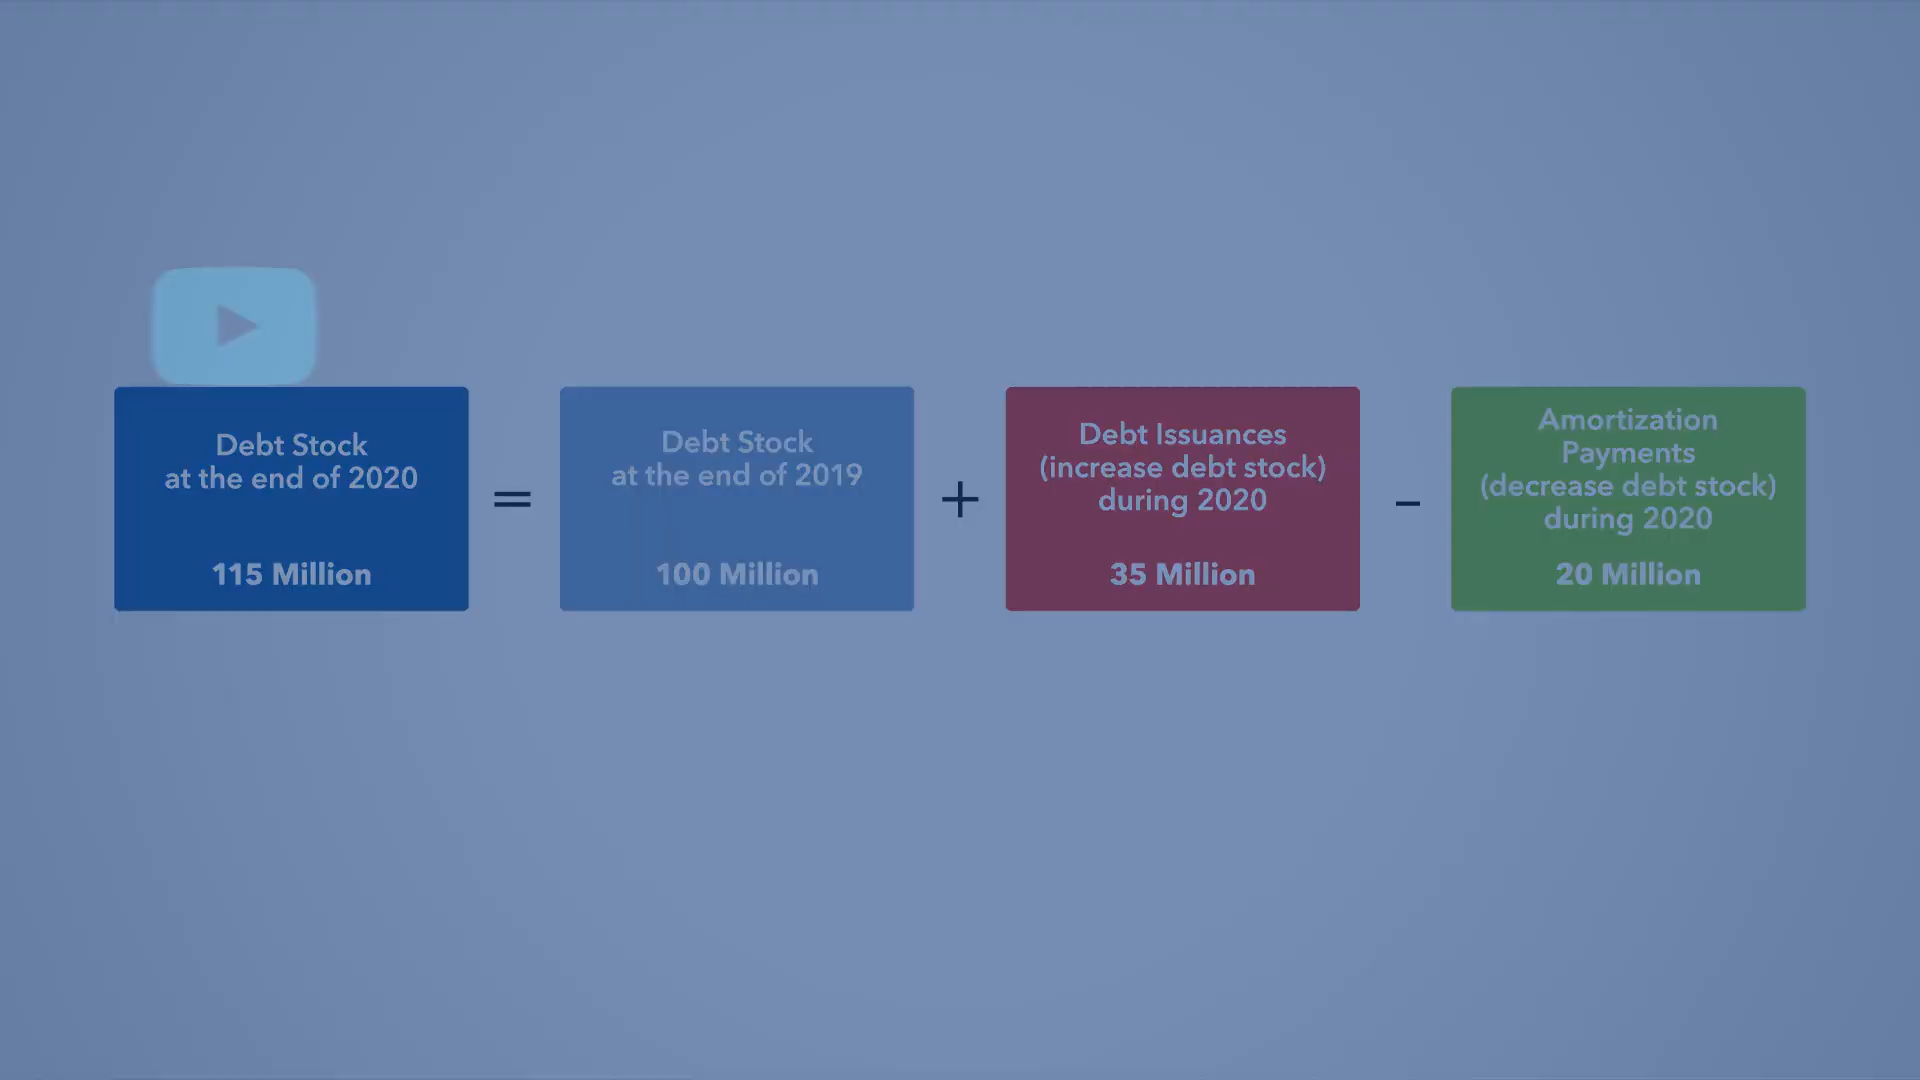 Debt Stock
at the end of 2020
115 Million
=
Debt Stock
at the end of 2019
100 Million
+
Debt Issuances
(increase debt stock)
during 2020
35 Million
–
Amortization
Payments
(decrease debt stock)
during 2020
20 Million